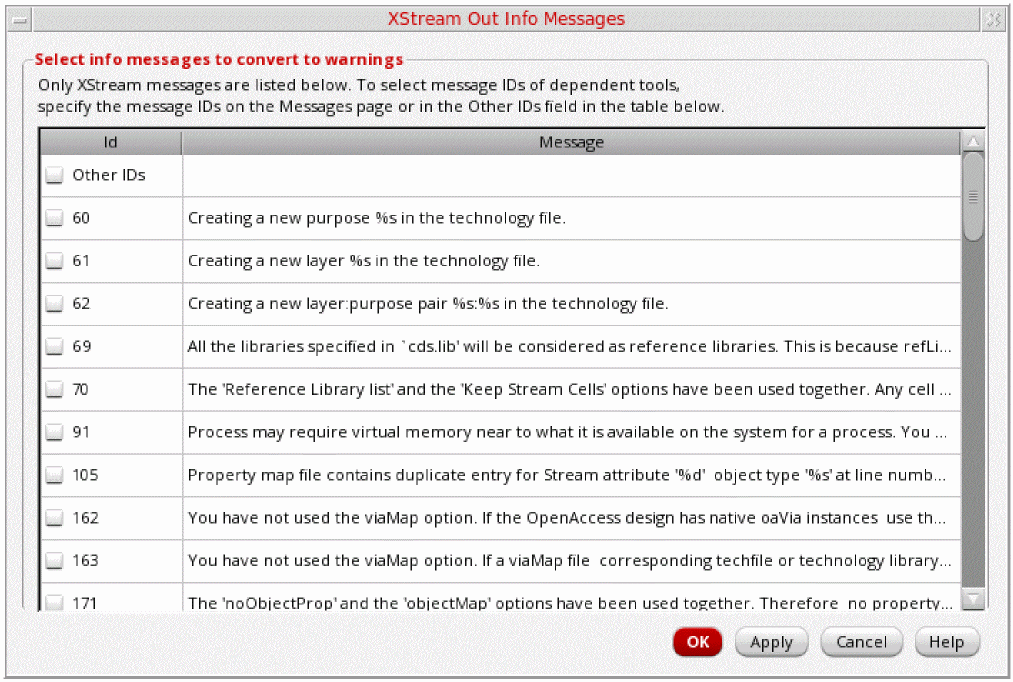 XStream Out Info Messages
Select info messages to convert to warnings
Only XStream messages are listed below. To select message IDs of dependent tools,
specify the message IDs on the Messages page or in the Other IDs field in the table below.
Id Message
Other IDs
60 Creating a new purpose %s in the technology file.
61 Creating a new layer %s in the technology file.
62 Creating a new layer:purpose pair %s:%s in the technology file.
69 All the libraries specified in `cds.lib' will be considered as reference libraries. This is because refLi...
70 The 'Reference Library list' and the 'Keep Stream Cells' options have been used together. Any cell ...
91 Process may require virtual memory near to what it is available on the system for a process. You ...
105 Property map file contains duplicate entry for Stream attribute '%d'  object type '%s' at line numb...
162 You have not used the viaMap option. If the OpenAccess design has native oaVia instances  use th...
163 You have not used the viaMap option. If a viaMap file  corresponding techfile or technology library...
171 The 'noObjectProp' and the 'objectMap' options have been used together. Therefore  no property...
OK Apply Cancel Help